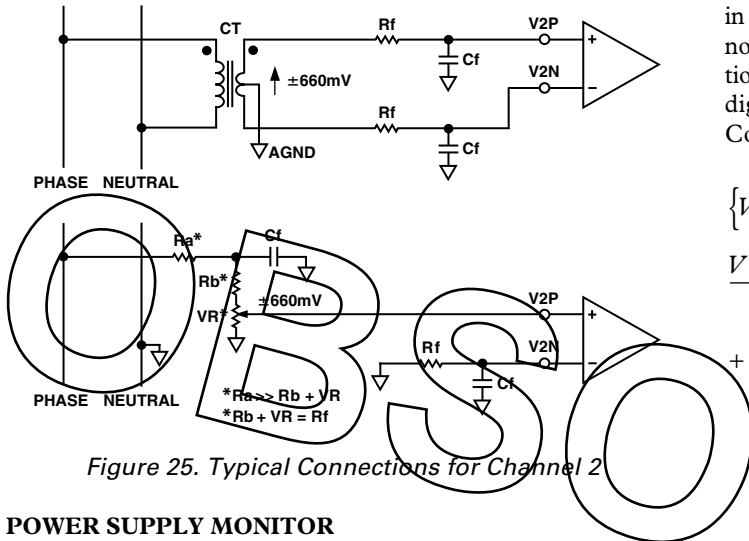 CT
Rf
V2P
Cf
±660mV
V2N
Rf
Cf
AGND
PHASE NEUTRAL
Ra*
Cf
Rb*
±660mV
VR*
V2P
Rf
V2N
Cf
*Ra>> Rb + VR
*Rb + VR = Rf
PHASE NEUTRAL
OBSO
Figure 25. Typical Connections for Channel 2
POWER SUPPLY MONITOR
in
no
tio
dig
Co
{V
V
+